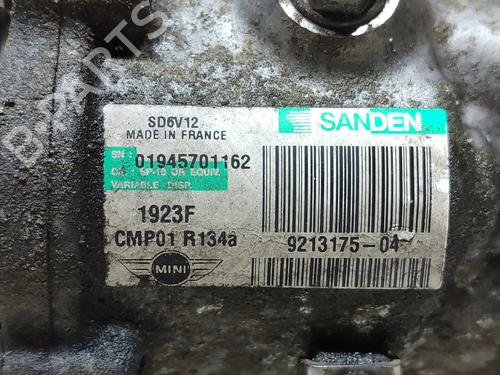 SD6V12
MADE IN FRANCE
SANDEN
SN:
01945701162
OIL: SP-10 OR EQUIV.
VARIABLE DISP.
1923F
CMP01 R134a
9213175-04
MINI
B-PARTS